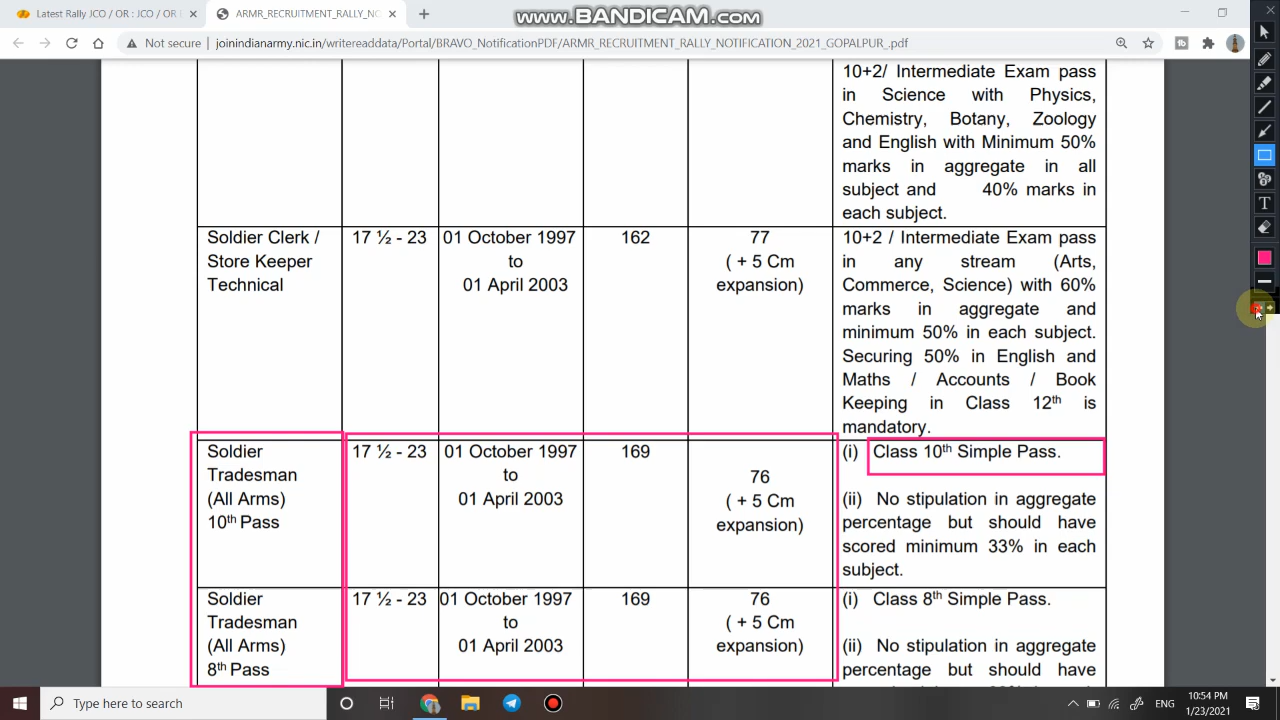 Latest Rally JCO / OR : JCO / OR
ARMR_RECRUITMENT_RALLY_NO
www.BANDICAM.com
Not secure
joinindianarmy.nic.in/writereaddata/Portal/BRAVO_NotificationPD
RMR_RECRUITMENT_RALLY_NOTIFICATION_2021_GOPALPUR_.pdf
10+2/ Intermediate Exam pass
in Science with Physics,
Chemistry, Botany, Zoology
and English with Minimum 50%
marks in aggregate in all
subject and 40% marks in
each subject.
Soldier Clerk /
Store Keeper
Technical
17 ½ - 23
01 October 1997
to
01 April 2003
162
77
( + 5 Cm
expansion)
10+2 / Intermediate Exam pass
in any stream (Arts,
Commerce, Science) with 60%
marks in aggregate and
minimum 50% in each subject.
Securing 50% in English and
Maths / Accounts / Book
Keeping in Class 12th is
mandatory.
Soldier
Tradesman
(All Arms)
10th Pass
17 ½ - 23
01 October 1997
to
01 April 2003
169
76
( + 5 Cm
expansion)
(i) Class 10th Simple Pass.
(ii) No stipulation in aggregate
percentage but should have
scored minimum 33% in each
subject.
Soldier
Tradesman
(All Arms)
8th Pass
17 ½ - 23
01 October 1997
to
01 April 2003
169
76
( + 5 Cm
expansion)
(i) Class 8th Simple Pass.
(ii) No stipulation in aggregate
percentage but should have
Type here to search
ENG
10:54 PM
1/23/2021